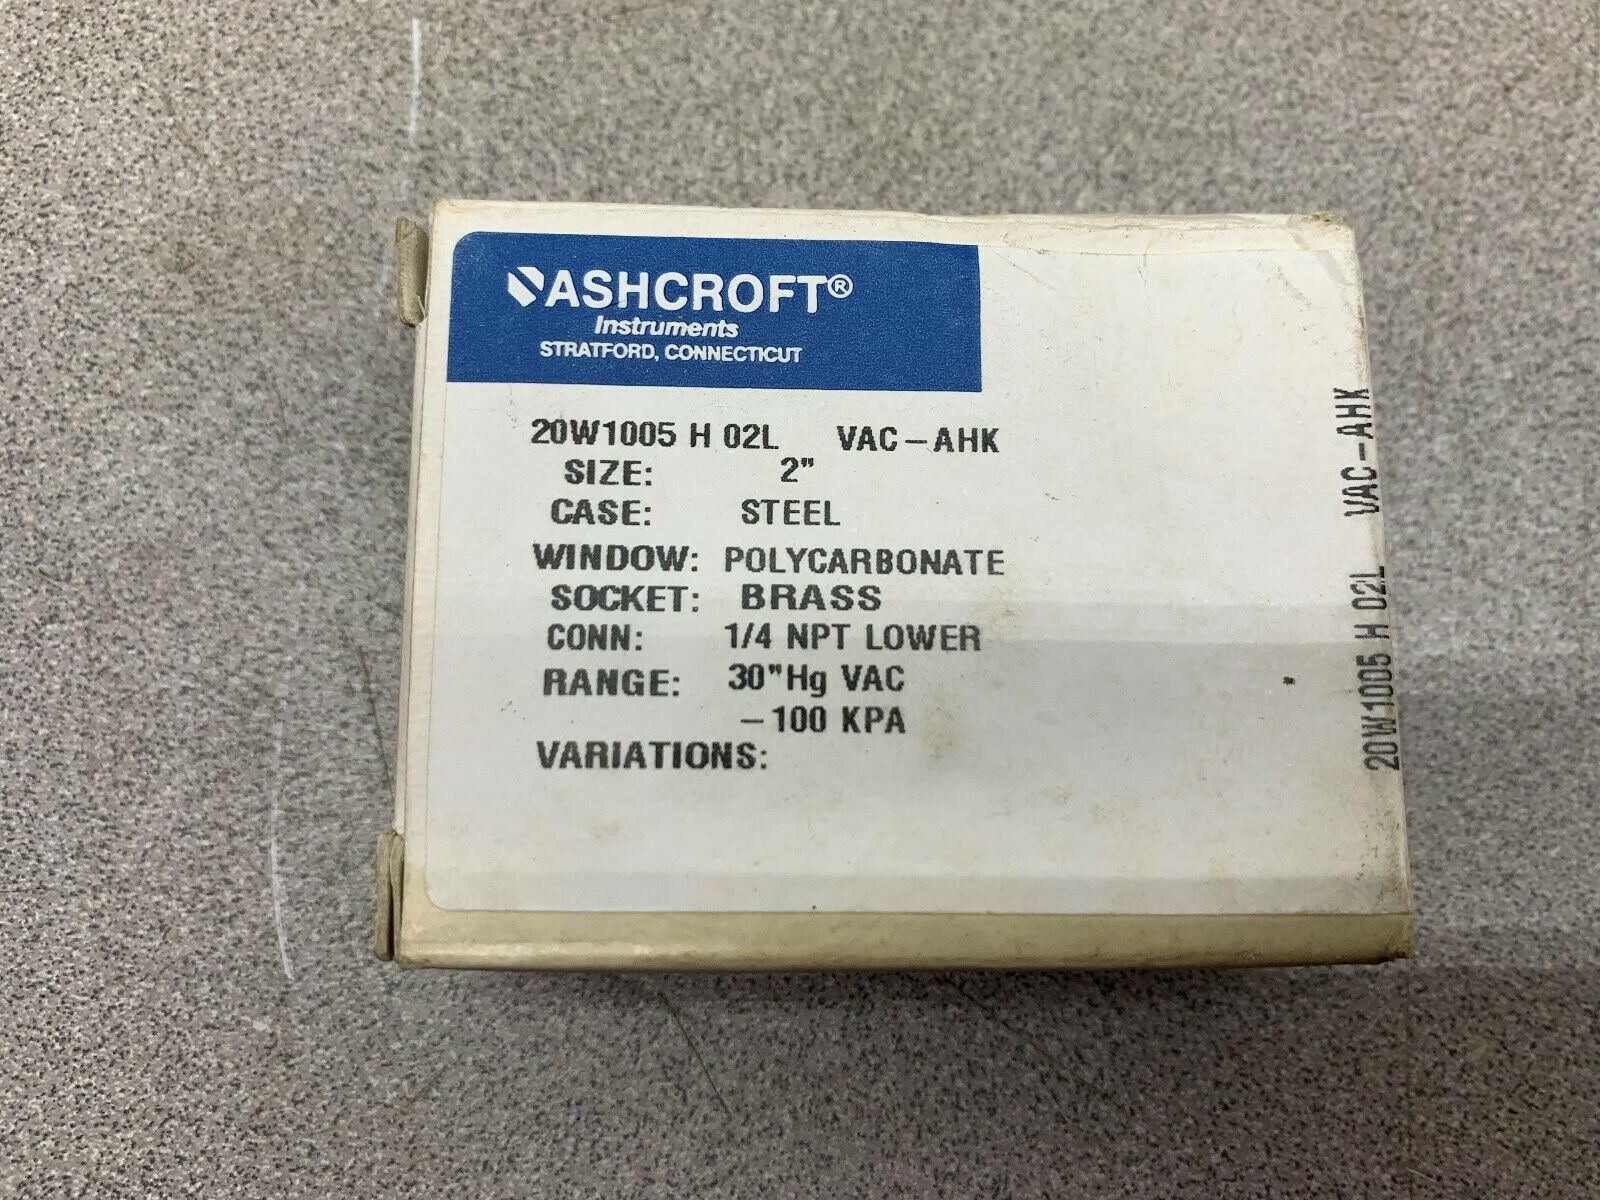 ASHCROFT®
Instruments
STRATFORD, CONNECTICUT
20W1005 H 02L VAC-AHK
SIZE: 2"
CASE: STEEL
WINDOW: POLYCARBONATE
SOCKET: BRASS
CONN: 1/4 NPT LOWER
RANGE: 30"Hg VAC
-100 KPA
VARIATIONS:
20W1005 H 02L VAC-AHK